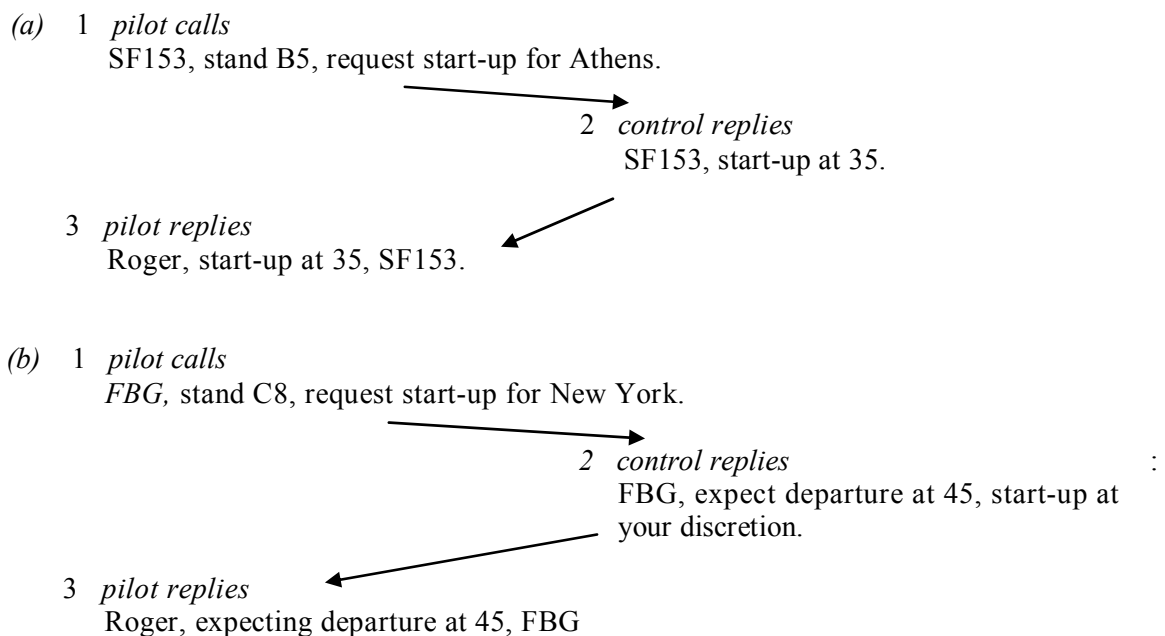 (a) 1 pilot calls
SF153, stand B5, request start-up for Athens.
2 control replies
SF153, start-up at 35.
3 pilot replies
Roger, start-up at 35, SF153.
(b) 1 pilot calls
FBG, stand C8, request start-up for New York.
2 control replies :
FBG, expect departure at 45, start-up at
your discretion.
3 pilot replies
Roger, expecting departure at 45, FBG